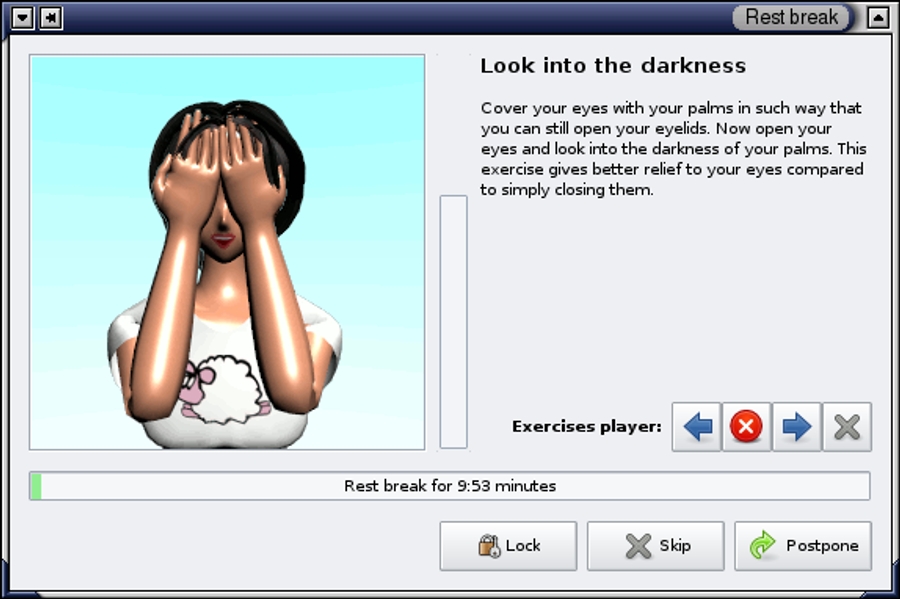 Rest break
Look into the darkness
Cover your eyes with your palms in such way that
you can still open your eyelids. Now open your
eyes and look into the darkness of your palms. This
exercise gives better relief to your eyes compared
to simply closing them.
Exercises player:
Rest break for 9:53 minutes
Lock Skip Postpone